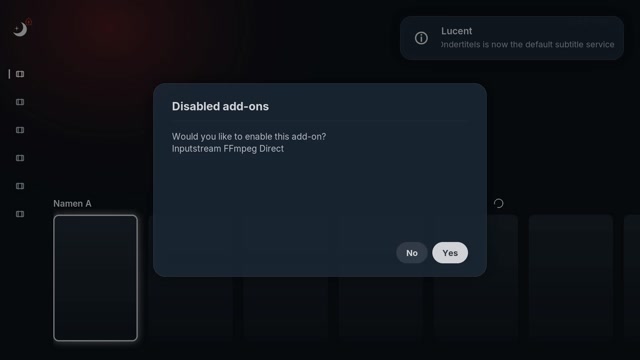 Lucent
Indertitels is now the default subtitle service
Disabled add-ons
Would you like to enable this add-on?
Inputstream FFmpeg Direct
No
Yes
Namen A